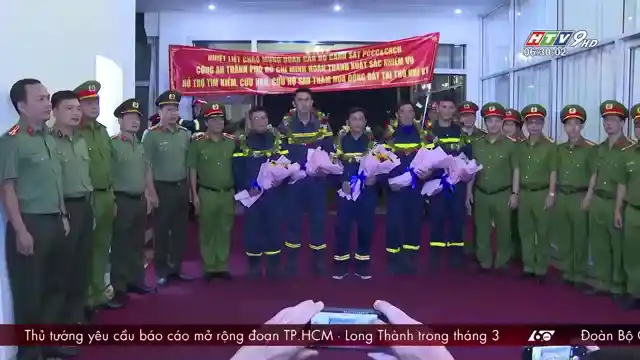 HTV9 HD
06:30:02
NHIỆT LIỆT CHÀO MỪNG ĐOÀN CÁN BỘ CẢNH SÁT PCCC&CNCH
CÔNG AN THÀNH PHỐ HỒ CHÍ MINH HOÀN THÀNH XUẤT SẮC NHIỆM VỤ
HỖ TRỢ TÌM KIẾM, CỨU NẠN, CỨU HỘ SAU THẢM HỌA ĐỘNG ĐẤT TẠI THỔ NHĨ KỲ
Thủ tướng yêu cầu báo cáo mở rộng đoạn TP.HCM - Long Thành trong tháng 3
Đoàn Bộ